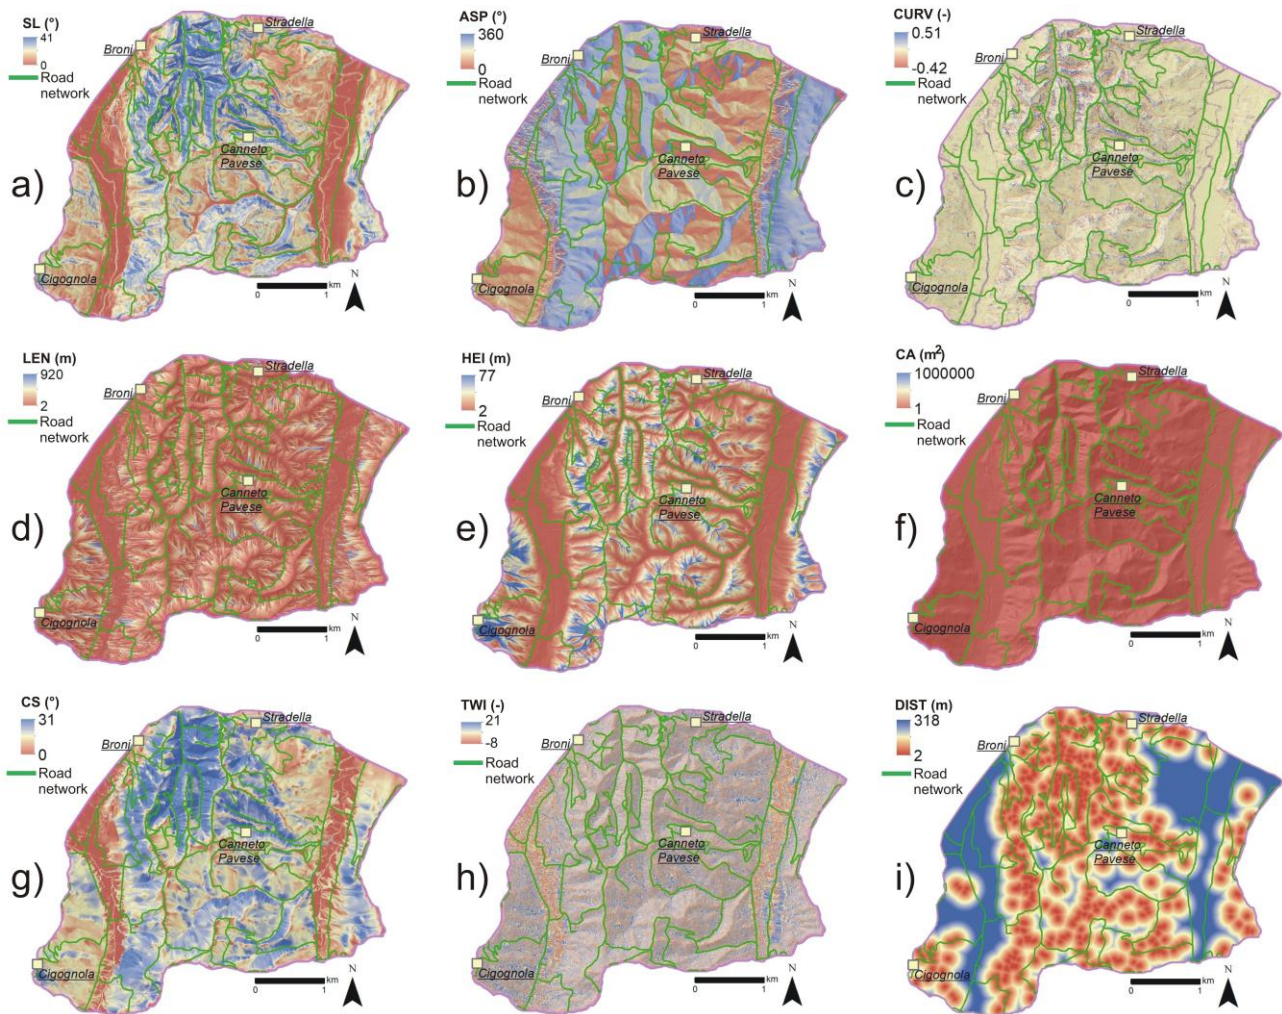 SL (°)
41
0
Road
network
Broni
Stradella
Canneto
Pavese
Cigognola
a)
N
0 1 km
ASP (°)
360
0
Road
network
Broni
Stradella
Canneto
Pavese
Cigognola
b)
N
0 1 km
CURV (-)
0.51
-0.42
Road
network
Broni
Stradella
Canneto
Pavese
Cigognola
c)
N
0 1 km
LEN (m)
920
2
Road
network
Broni
Stradella
Canneto
Pavese
Cigognola
d)
N
0 1 km
HEI (m)
77
2
Road
network
Broni
Stradella
Canneto
Pavese
Cigognola
e)
N
0 1 km
CA (m²)
1000000
1
Road
network
Broni
Stradella
Canneto
Pavese
Cigognola
f)
N
0 1 km
CS (°)
31
0
Road
network
Broni
Stradella
Canneto
Pavese
Cigognola
g)
N
0 1 km
TWI (-)
21
-8
Road
network
Broni
Stradella
Canneto
Pavese
Cigognola
h)
N
0 1 km
DIST (m)
318
2
Road
network
Broni
Stradella
Canneto
Pavese
Cigognola
i)
N
0 1 km